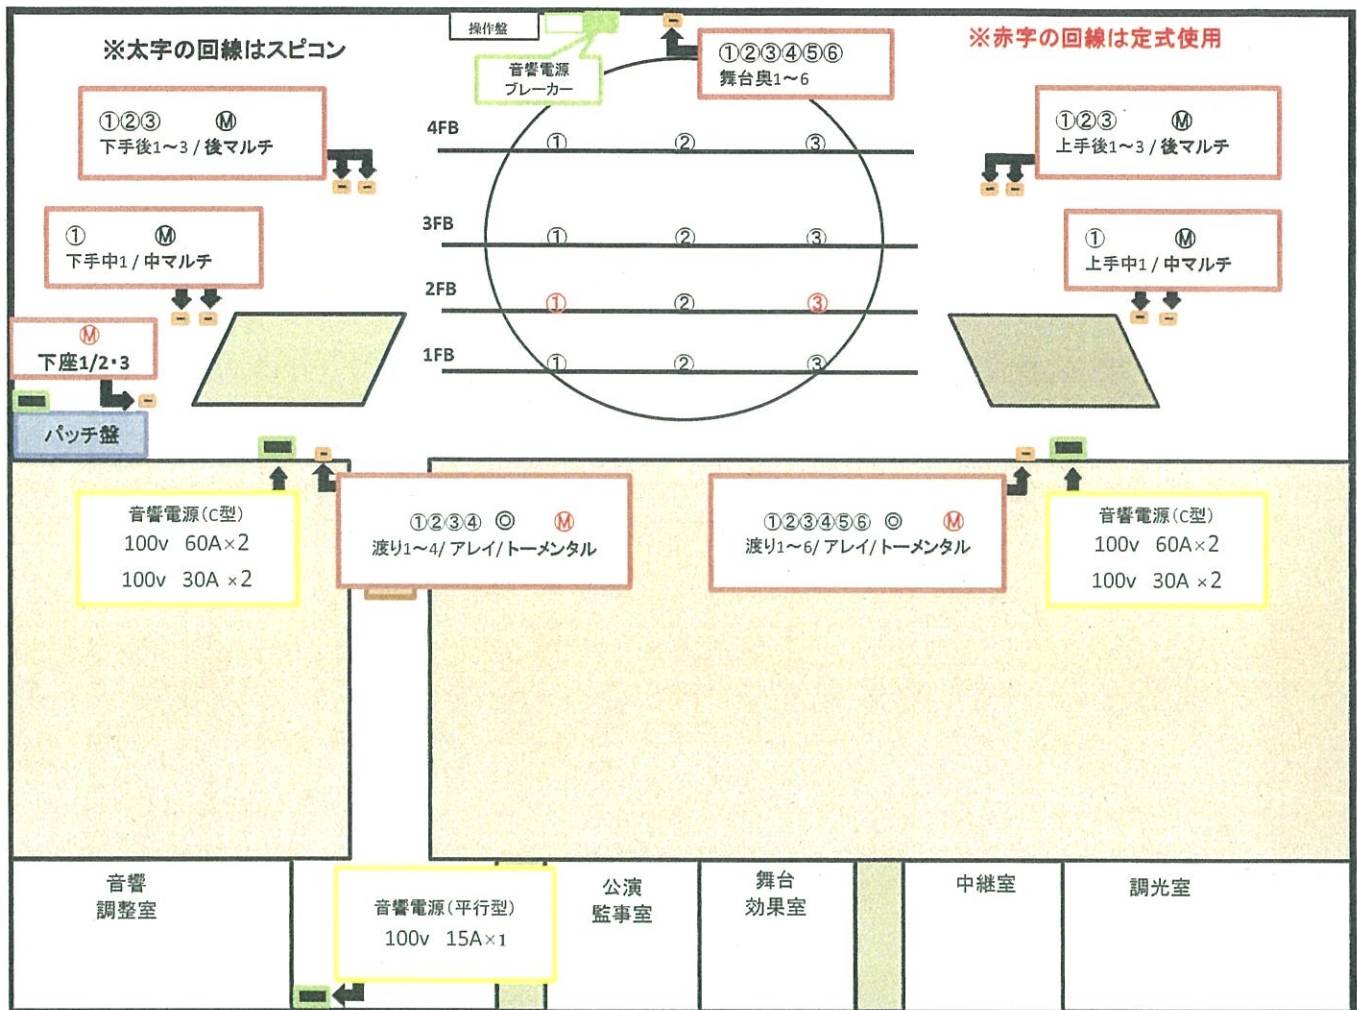 操作盤
※太字の回線はスピコン
※赤字の回線は定式使用
音響電源
ブレーカー
①②③④⑤⑥
舞台奥1～6
①②③ Ⓜ
下手後1～3 / 後マルチ
①②③ Ⓜ
上手後1～3 / 後マルチ
4FB
① ② ③
① Ⓜ
下手中1 / 中マルチ
3FB
① ② ③
① Ⓜ
上手中1 / 中マルチ
2FB
① ② ③
Ⓜ
下座1/2・3
1FB
① ② ③
パッチ盤
音響電源(C型)
100v 60A×2
100v 30A ×2
①②③④ ◎ Ⓜ
渡り1～4/ アレイ/トーメンタル
①②③④⑤⑥ ◎ Ⓜ
渡り1～6/ アレイ/トーメンタル
音響電源(C型)
100v 60A×2
100v 30A ×2
音響
調整室
音響電源(平行型)
100v 15A×1
公演
監事室
舞台
効果室
中継室
調光室